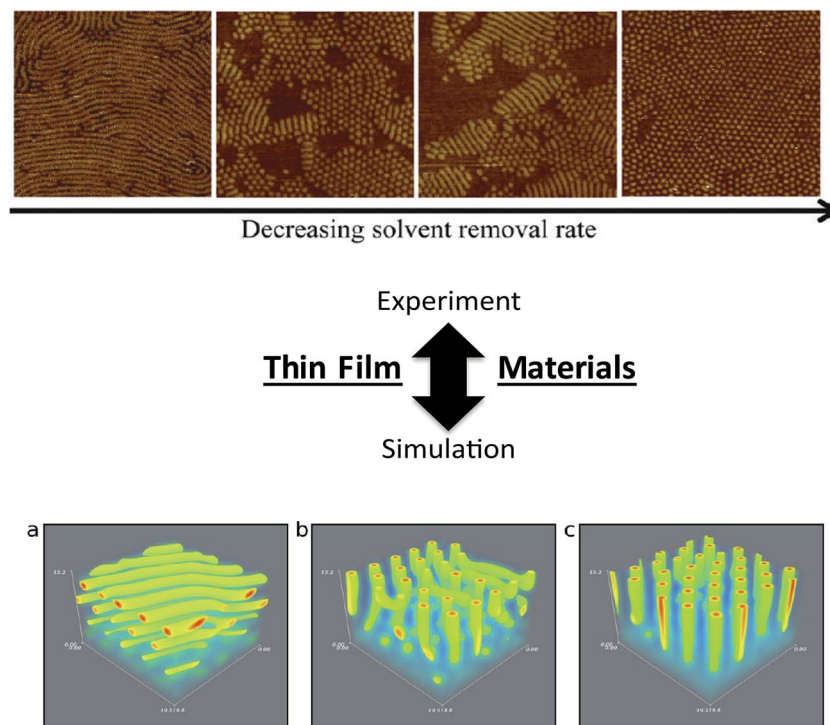 Decreasing solvent removal rate
Experiment
Thin Film Materials
Simulation
a b c